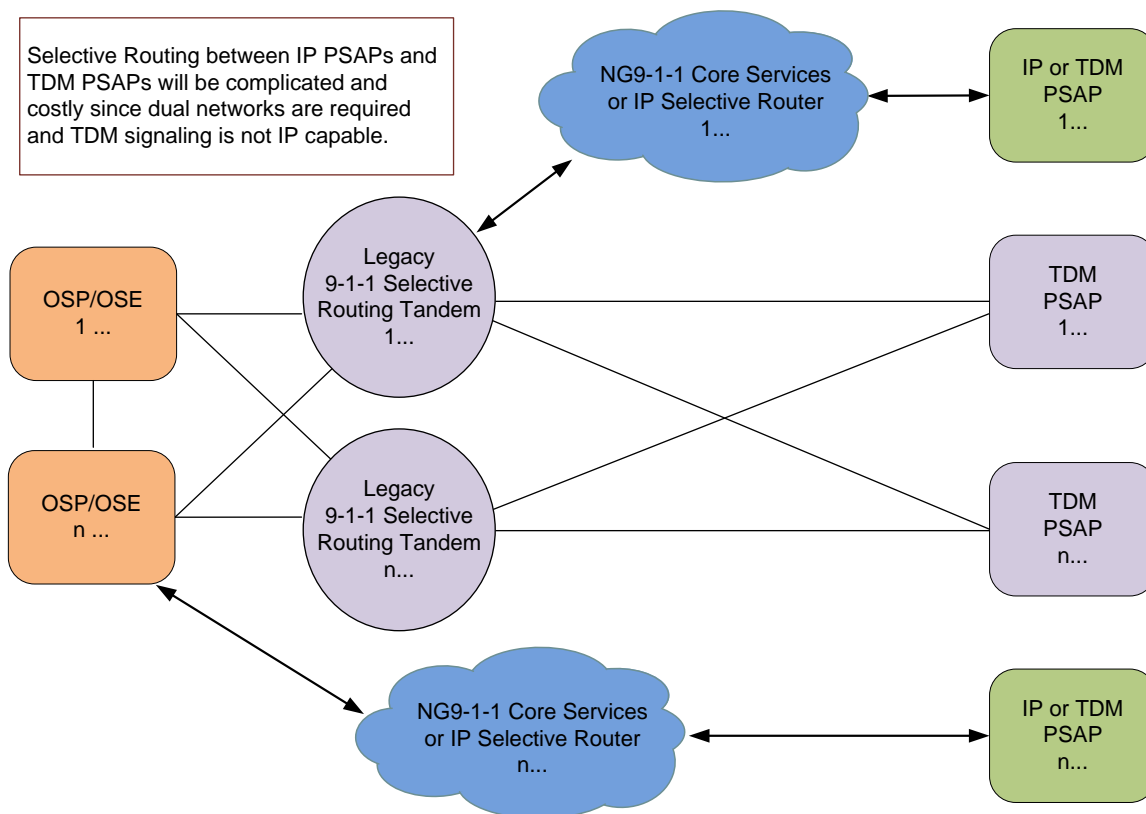 Selective Routing between IP PSAPs and
TDM PSAPs will be complicated and
costly since dual networks are required
and TDM signaling is not IP capable.
NG9-1-1 Core Services
or IP Selective Router
1...
IP or TDM
PSAP
1...
OSP/OSE
1 ...
Legacy
9-1-1 Selective
Routing Tandem
1...
TDM
PSAP
1...
OSP/OSE
n ...
Legacy
9-1-1 Selective
Routing Tandem
n...
TDM
PSAP
n...
NG9-1-1 Core Services
or IP Selective Router
n...
IP or TDM
PSAP
n...